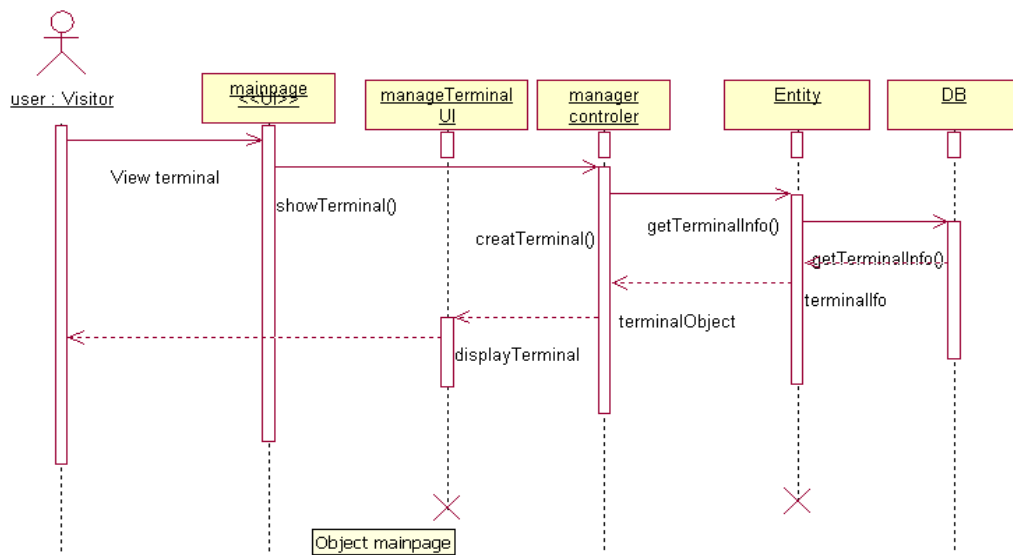 user : Visitor
mainpage
<<UI>>
manageTerminal
UI
manager
controler
Entity
DB
View terminal
showTerminal()
creatTerminal()
getTerminalInfo()
getTerminalInfo()
terminalIfo
terminalObject
displayTerminal
Object mainpage